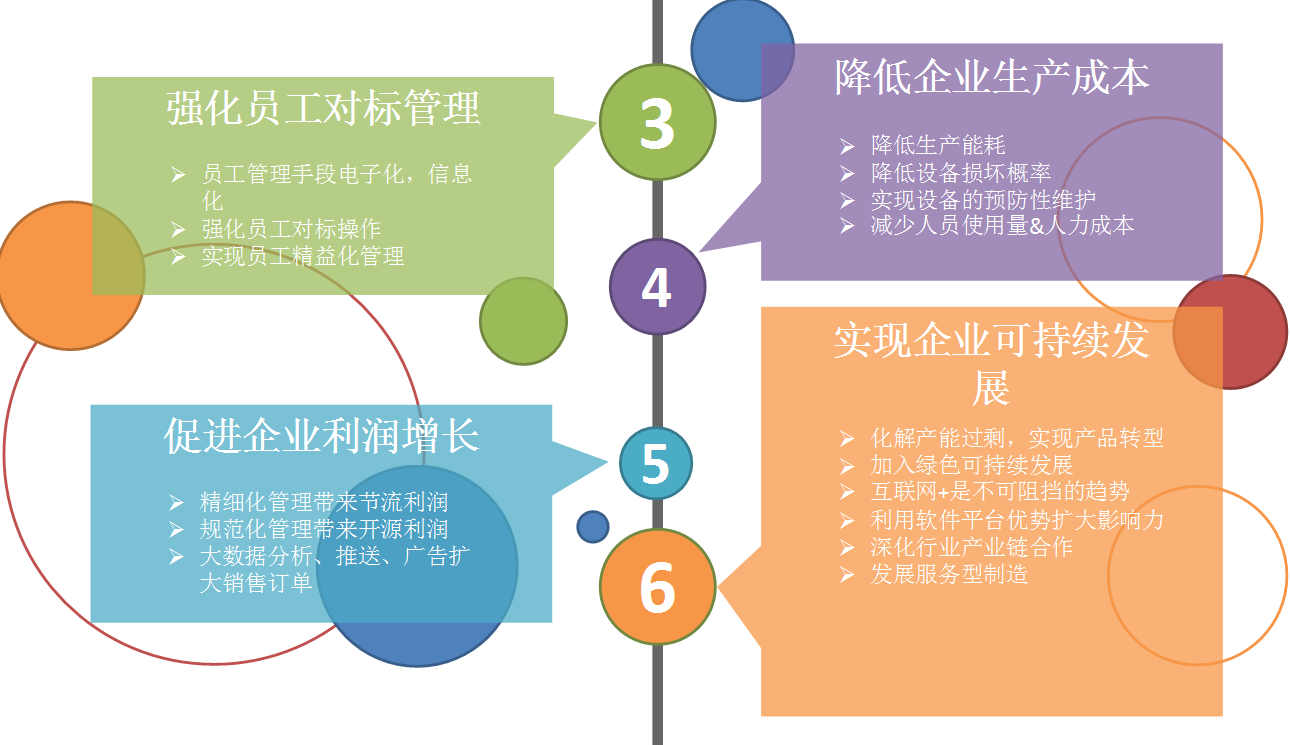 强化员工对标管理
➢ 员工管理手段电子化，信息
化
➢ 强化员工对标操作
➢ 实现员工精益化管理
3
降低企业生产成本
➢ 降低生产能耗
➢ 降低设备损坏概率
➢ 实现设备的预防性维护
➢ 减少人员使用量&人力成本
4
促进企业利润增长
➢ 精细化管理带来节流利润
➢ 规范化管理带来开源利润
➢ 大数据分析、推送、广告扩
大销售订单
5
实现企业可持续发
展
➢ 化解产能过剩，实现产品转型
➢ 加入绿色可持续发展
➢ 互联网+是不可阻挡的趋势
➢ 利用软件平台优势扩大影响力
➢ 深化行业产业链合作
➢ 发展服务型制造
6